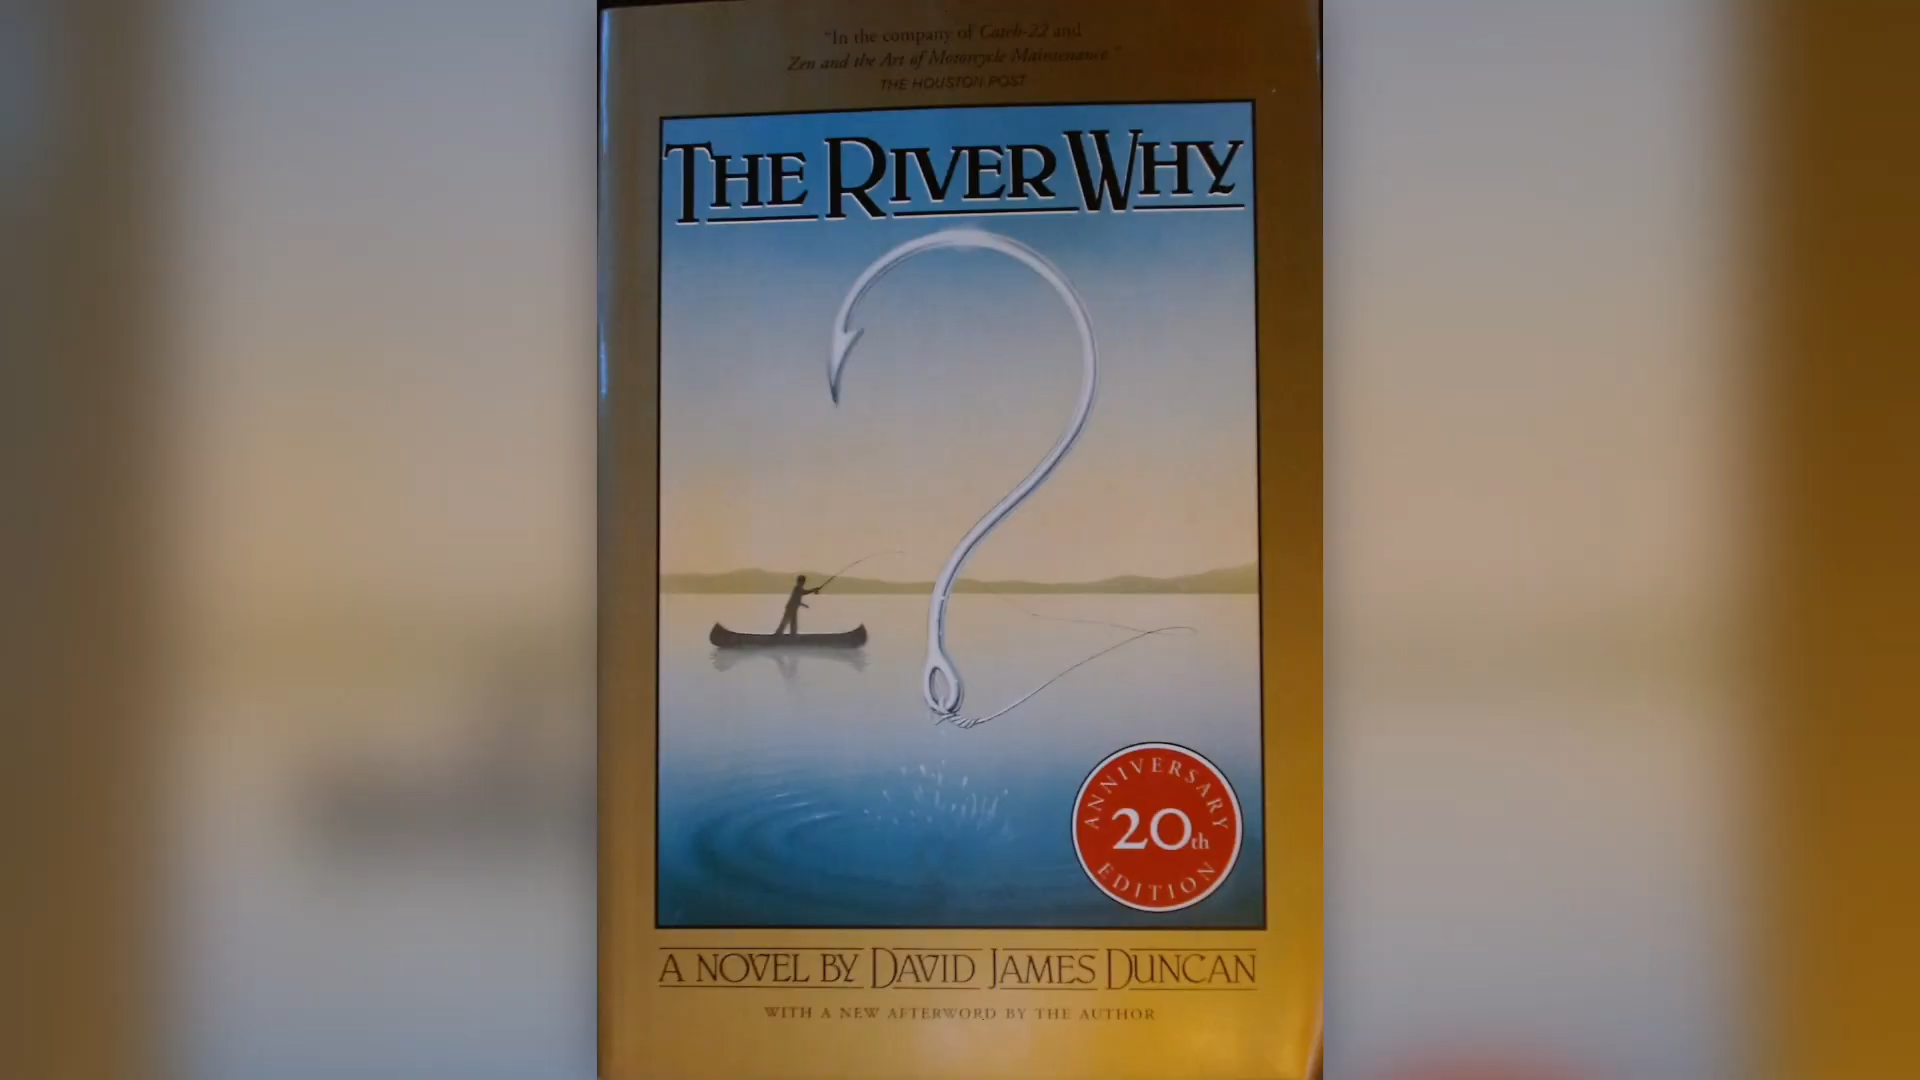 "In the company of Catch-22 and
Zen and the Art of Motorcycle Maintenance."
THE HOUSTON POST
THE RIVER WHY
ANNIVERSARY
20th
EDITION
A NOVEL BY DAVID JAMES DUNCAN
WITH A NEW AFTERWORD BY THE AUTHOR